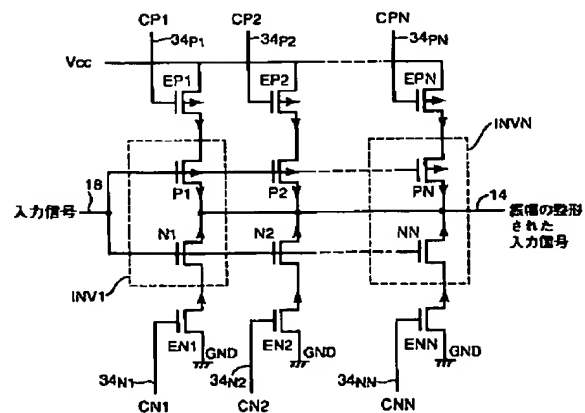 CP1 CP2 CPN
34P1 34P2 34PN
Vcc
EP1 EP2 EPN
INVN
P1 P2 PN
18 14
入力信号 振幅の整形
された
入力信号
N1 N2 NN
INV1
EN1 GND EN2 GND ENN GND
34N1 34N2 34NN
CN1 CN2 CNN